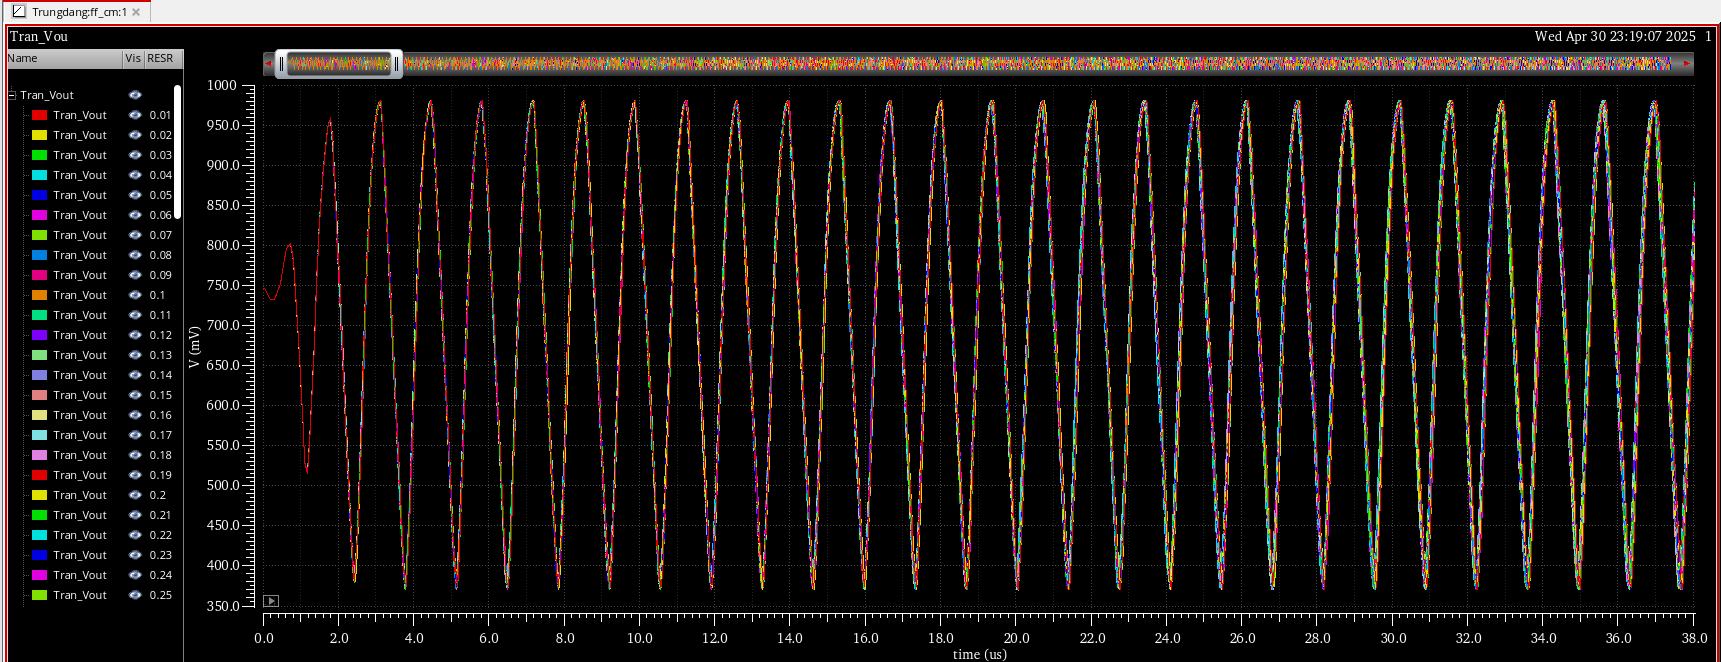 Trungdang:ff_cm:1
Tran_Vou
Wed Apr 30 23:19:07 2025 1
Name Vis RESR
Tran_Vout
Tran_Vout 0.01
Tran_Vout 0.02
Tran_Vout 0.03
Tran_Vout 0.04
Tran_Vout 0.05
Tran_Vout 0.06
Tran_Vout 0.07
Tran_Vout 0.08
Tran_Vout 0.09
Tran_Vout 0.1
Tran_Vout 0.11
Tran_Vout 0.12
Tran_Vout 0.13
Tran_Vout 0.14
Tran_Vout 0.15
Tran_Vout 0.16
Tran_Vout 0.17
Tran_Vout 0.18
Tran_Vout 0.19
Tran_Vout 0.2
Tran_Vout 0.21
Tran_Vout 0.22
Tran_Vout 0.23
Tran_Vout 0.24
Tran_Vout 0.25
V (mV)
1000
950.0
900.0
850.0
800.0
750.0
700.0
650.0
600.0
550.0
500.0
450.0
400.0
350.0
0.0 2.0 4.0 6.0 8.0 10.0 12.0 14.0 16.0 18.0 20.0 22.0 24.0 26.0 28.0 30.0 32.0 34.0 36.0 38.0
time (us)